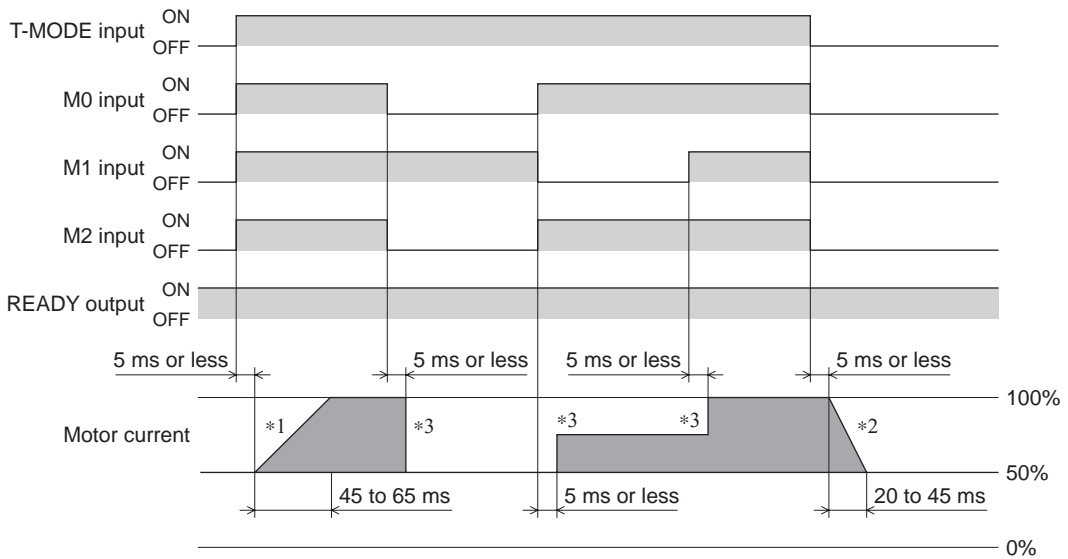 T-MODE input ON
OFF
M0 input ON
OFF
M1 input ON
OFF
M2 input ON
OFF
READY output ON
OFF
5 ms or less 5 ms or less 5 ms or less 5 ms or less
100%
Motor current *1 *3 *3 *3 *2
50%
45 to 65 ms 5 ms or less 20 to 45 ms
0%